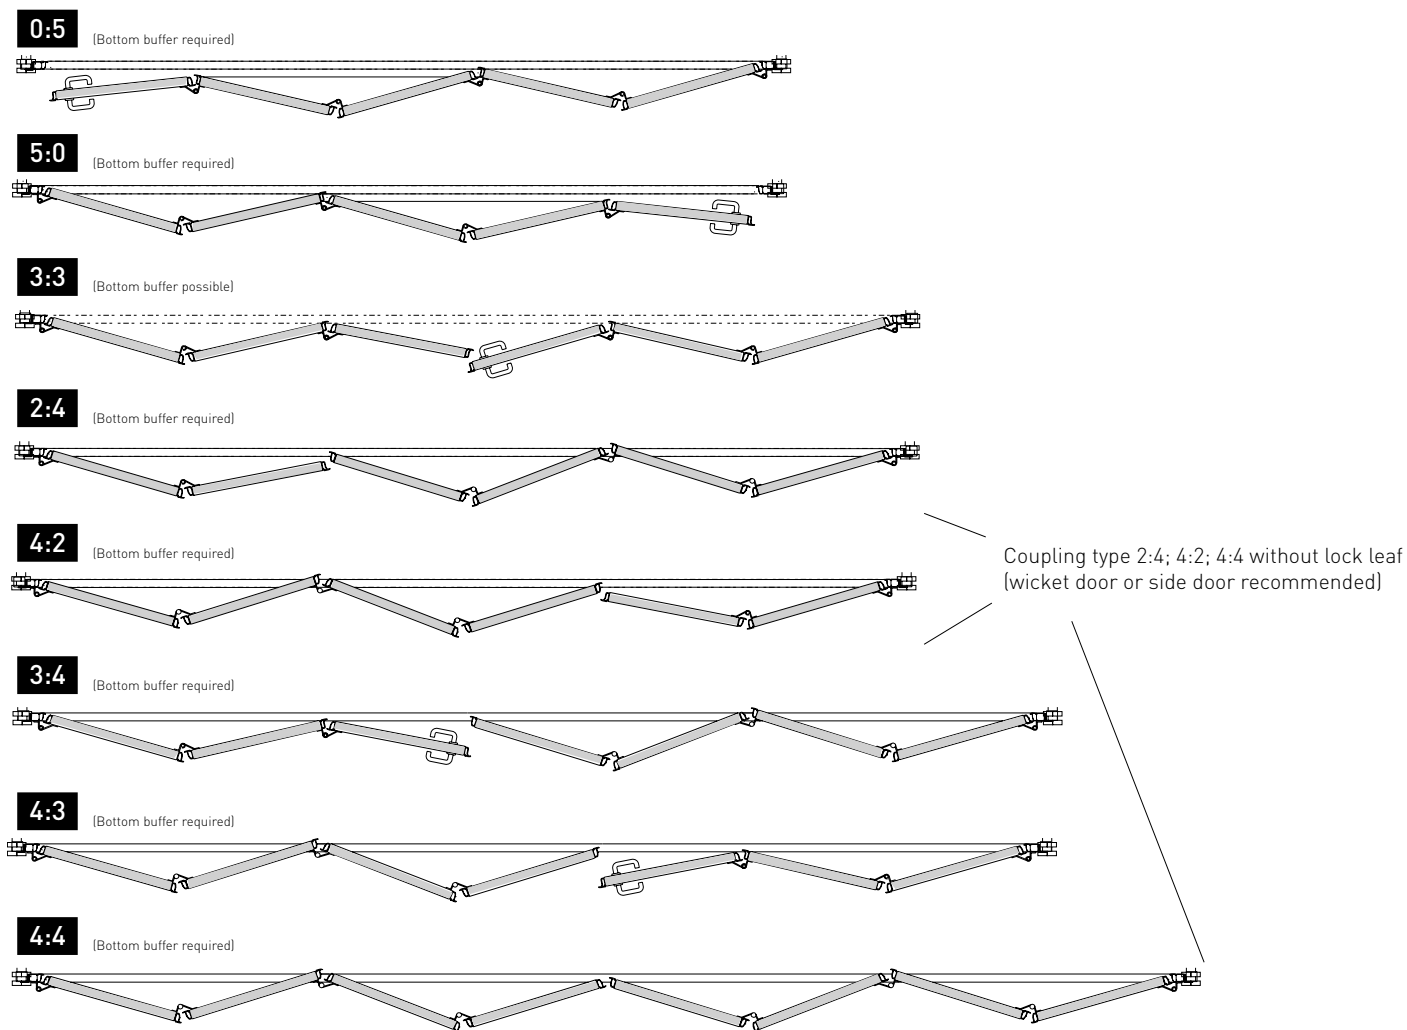 0:5
(Bottom buffer required)
5:0
(Bottom buffer required)
3:3
(Bottom buffer possible)
2:4
(Bottom buffer required)
4:2
(Bottom buffer required)
Coupling type 2:4; 4:2; 4:4 without lock leaf
(wicket door or side door recommended)
3:4
(Bottom buffer required)
4:3
(Bottom buffer required)
4:4
(Bottom buffer required)